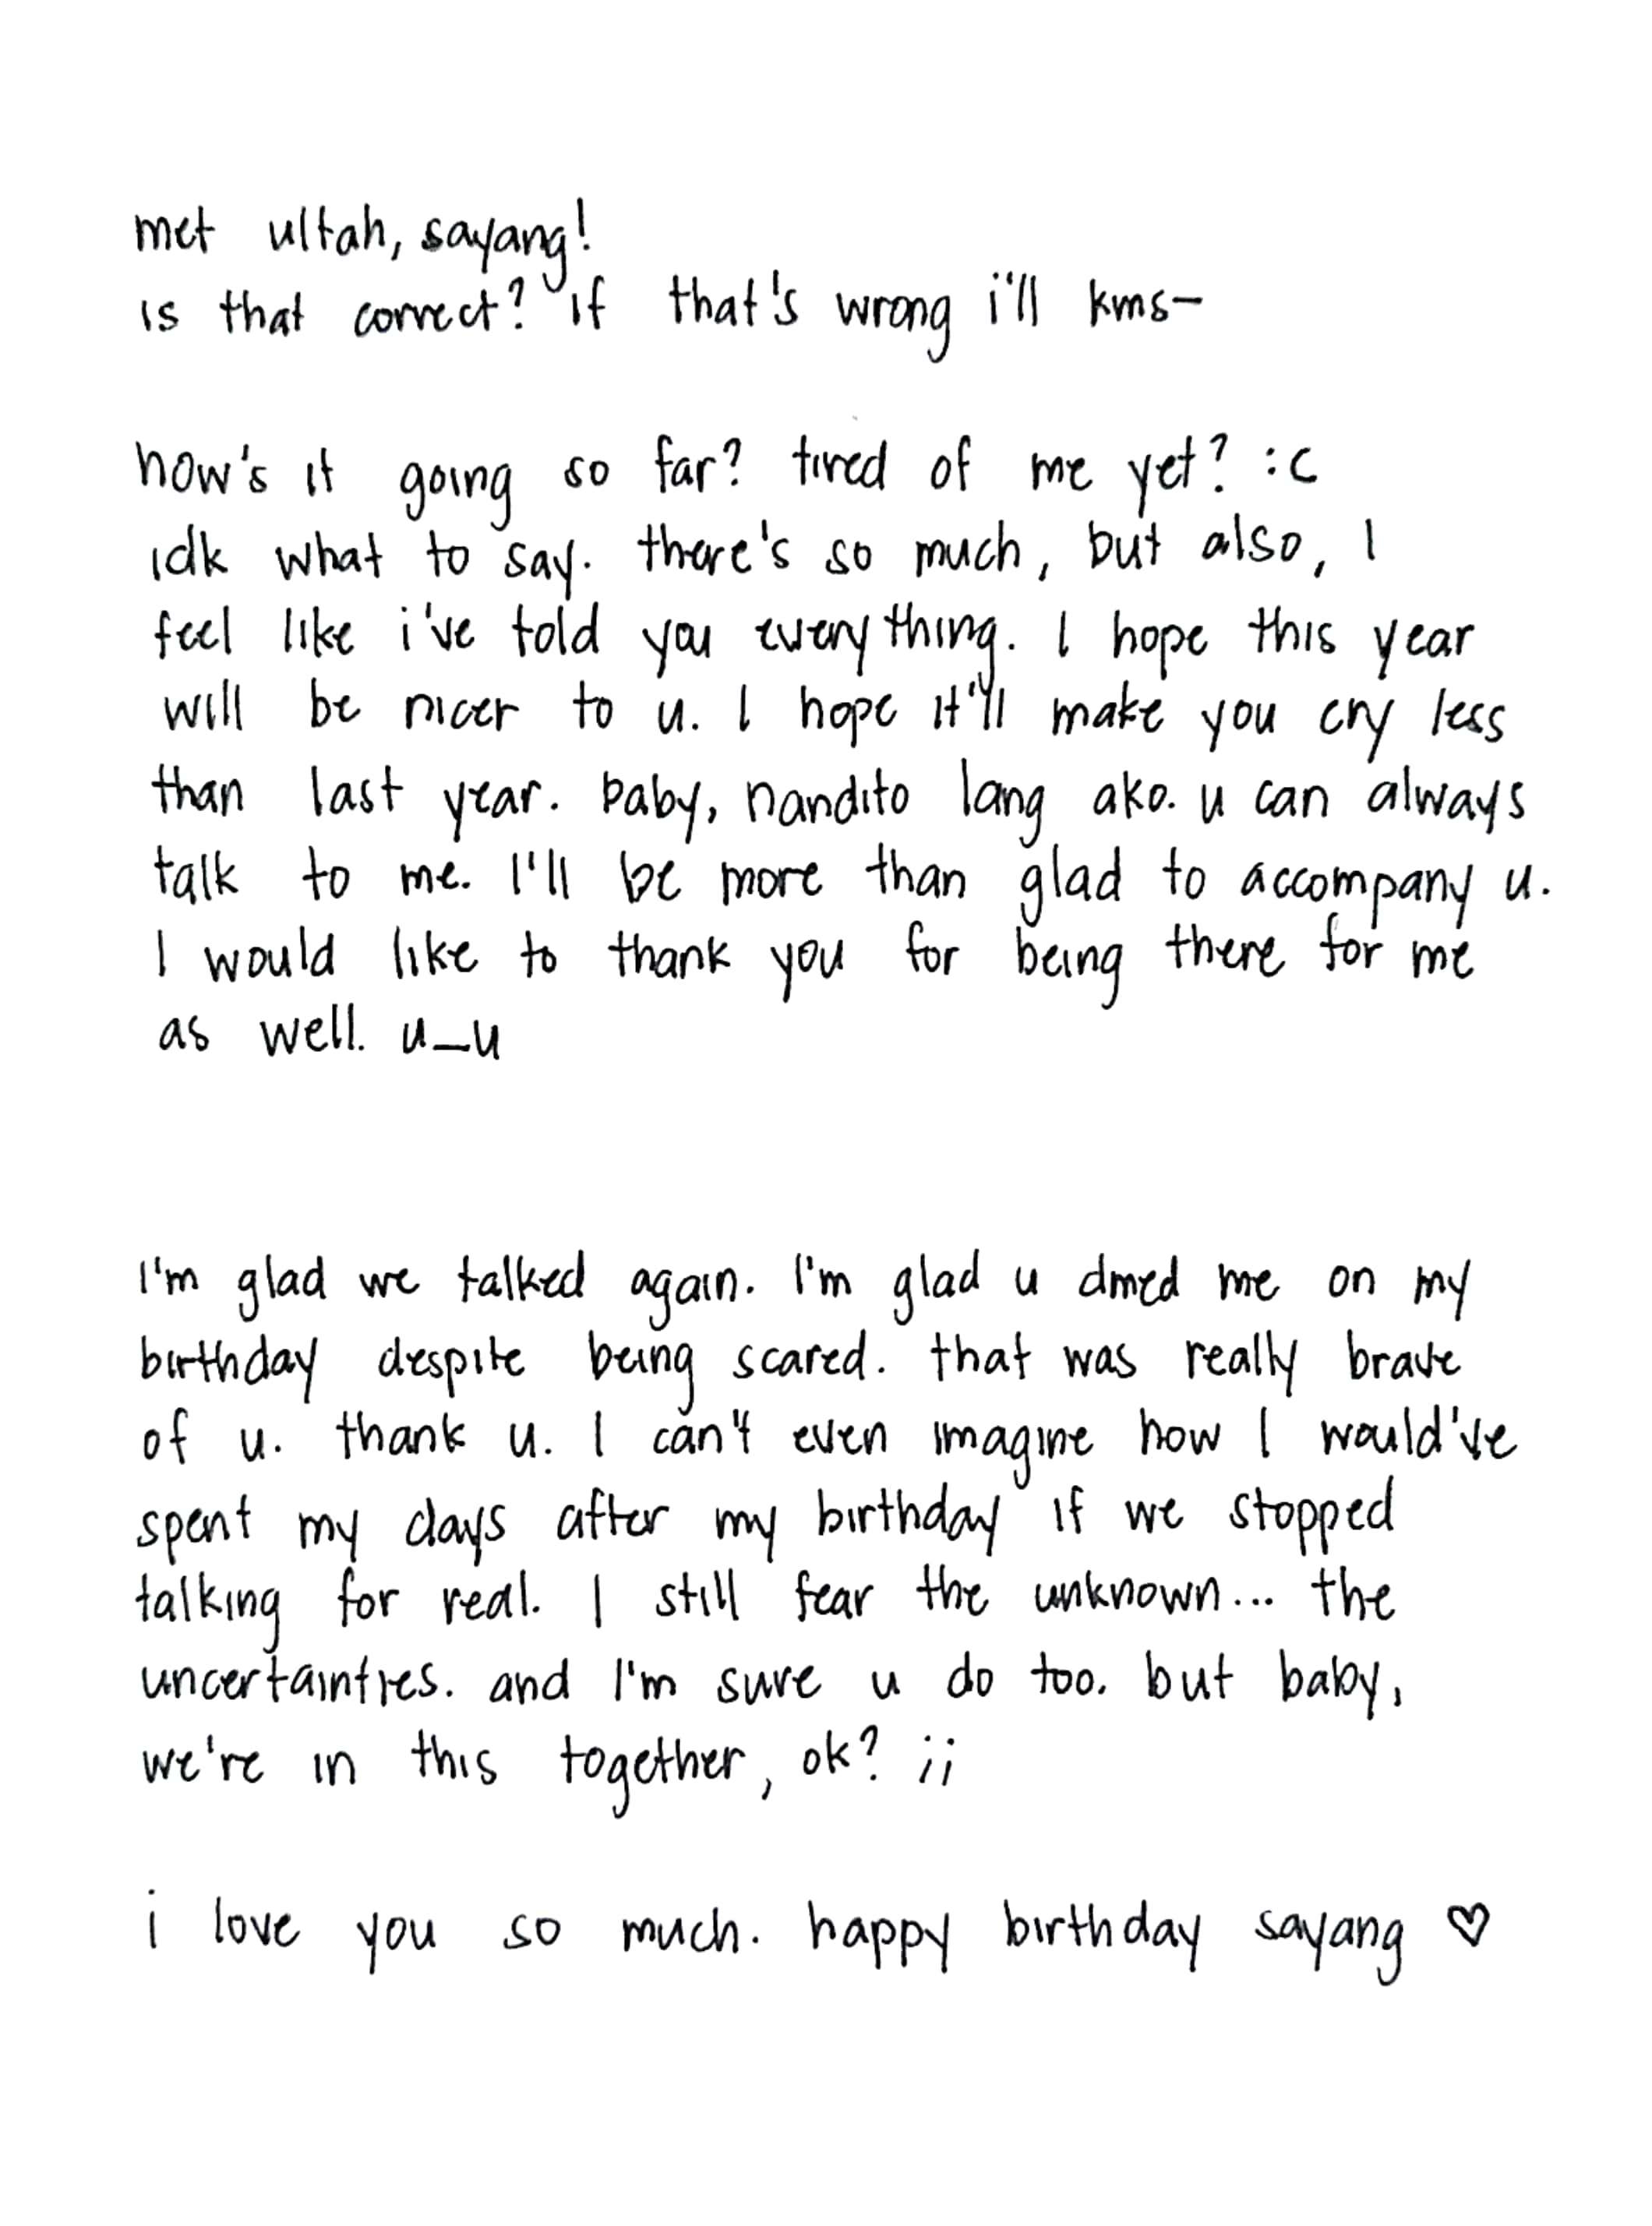 met ultah, sayang!
is that correct? if that's wrong i'll kms-
how's it going so far? tired of me yet? :c
idk what to say. there's so much, but also, I
feel like i've told you everything. I hope this year
will be nicer to u. I hope it'll make you cry less
than last year. baby, nandito lang ako. u can always
talk to me. I'll be more than glad to accompany u.
I would like to thank you for being there for me
as well. u_u
I'm glad we talked again. I'm glad u dmed me on my
birthday despite being scared. that was really brave
of u. thank u. I can't even imagine how I would've
spent my days after my birthday if we stopped
talking for real. I still fear the unknown... the
uncertainties. and I'm sure u do too. but baby,
we're in this together, ok? ;;
i love you so much. happy birthday sayang ♡